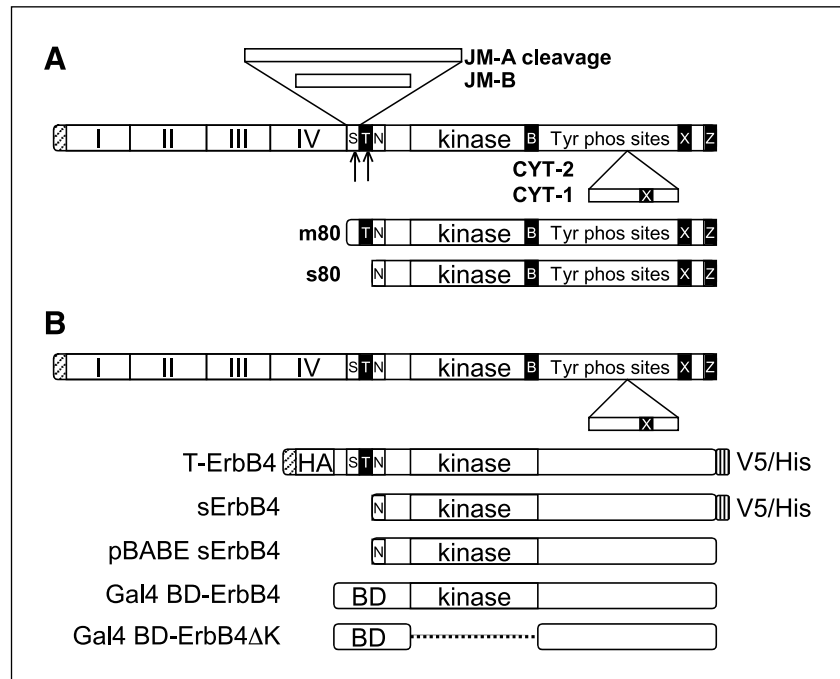 A
JM-A cleavage
JM-B
I II III IV S T N kinase B Tyr phos sites X Z
CYT-2
CYT-1 X
m80 T N kinase B Tyr phos sites X Z
s80 N kinase B Tyr phos sites X Z
B
I II III IV S T N kinase B Tyr phos sites X Z
X
T-ErbB4 HA S T N kinase V5/His
sErbB4 N kinase V5/His
pBABE sErbB4 N kinase
Gal4 BD-ErbB4 BD kinase
Gal4 BD-ErbB4ΔK BD